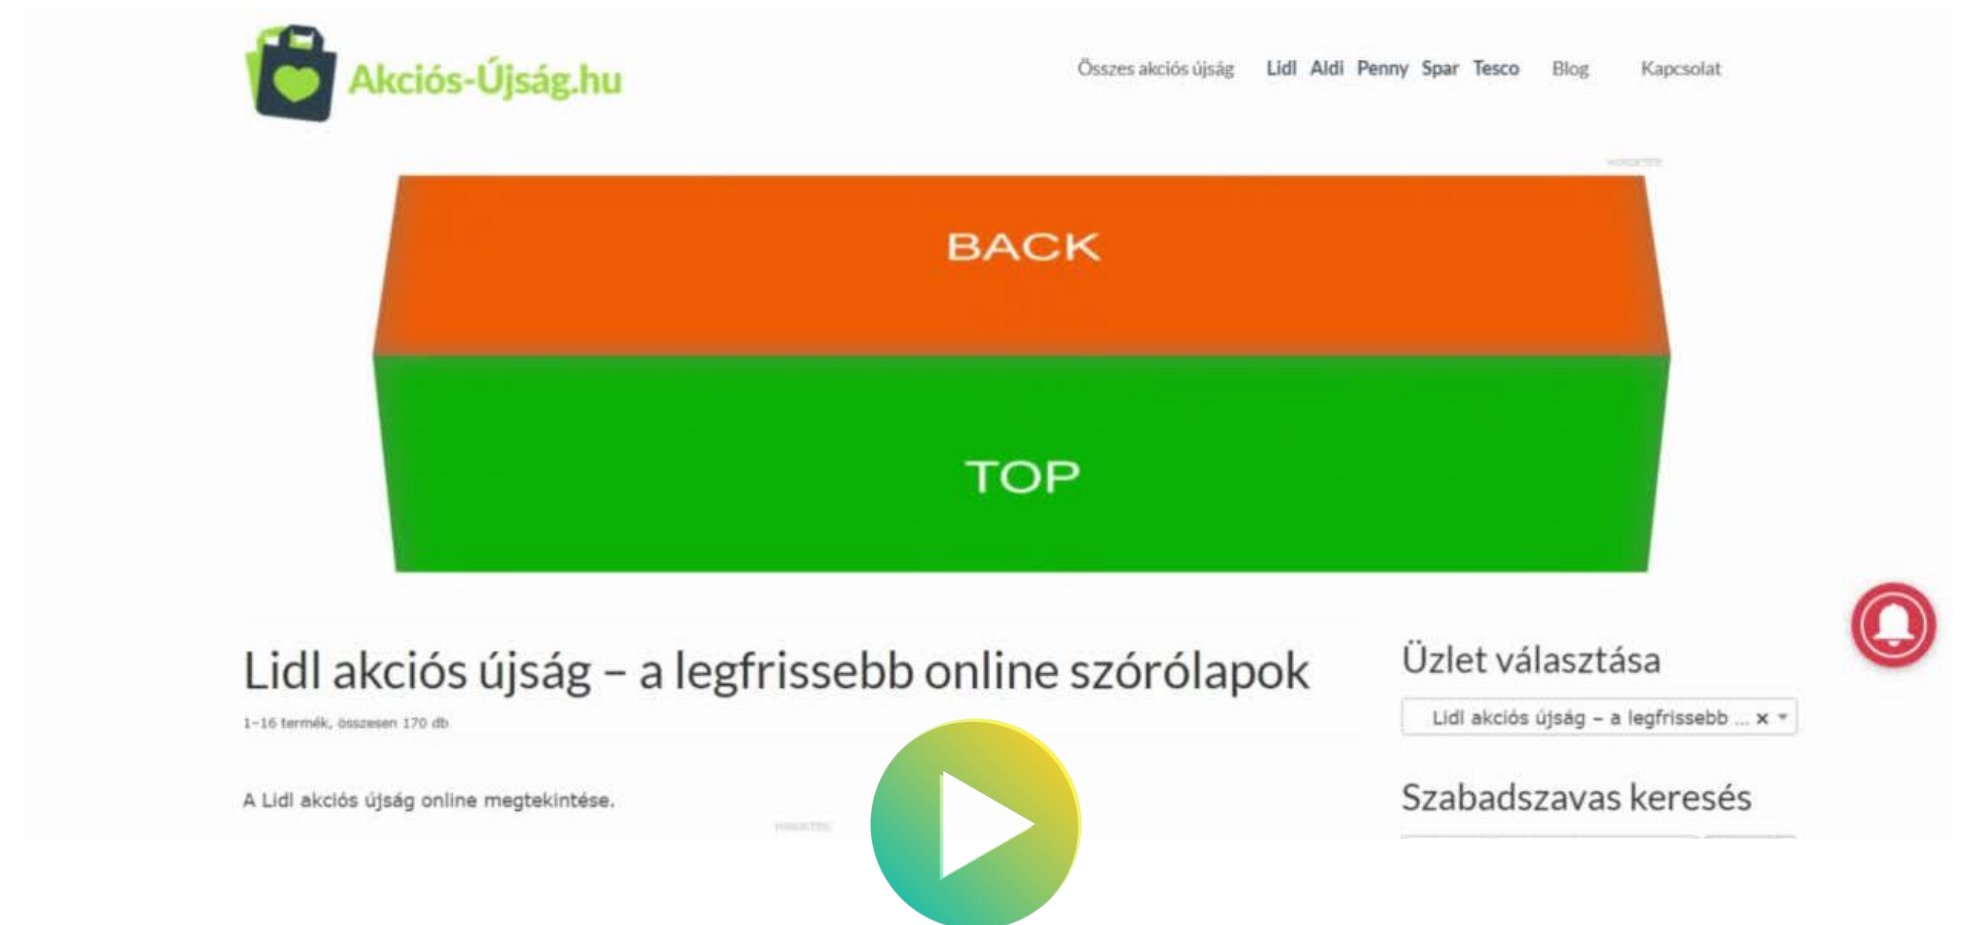 Akciós-Újság.hu
Összes akciós újság Lidl Aldi Penny Spar Tesco Blog Kapcsolat
HIRDETÉS
BACK
TOP
Lidl akciós újság – a legfrissebb online szórólapok
1–16 termék, összesen 170 db
A Lidl akciós újság online megtekintése.
HIRDETÉS
Üzlet választása
Lidl akciós újság – a legfrissebb ... ×
Szabadszavas keresés